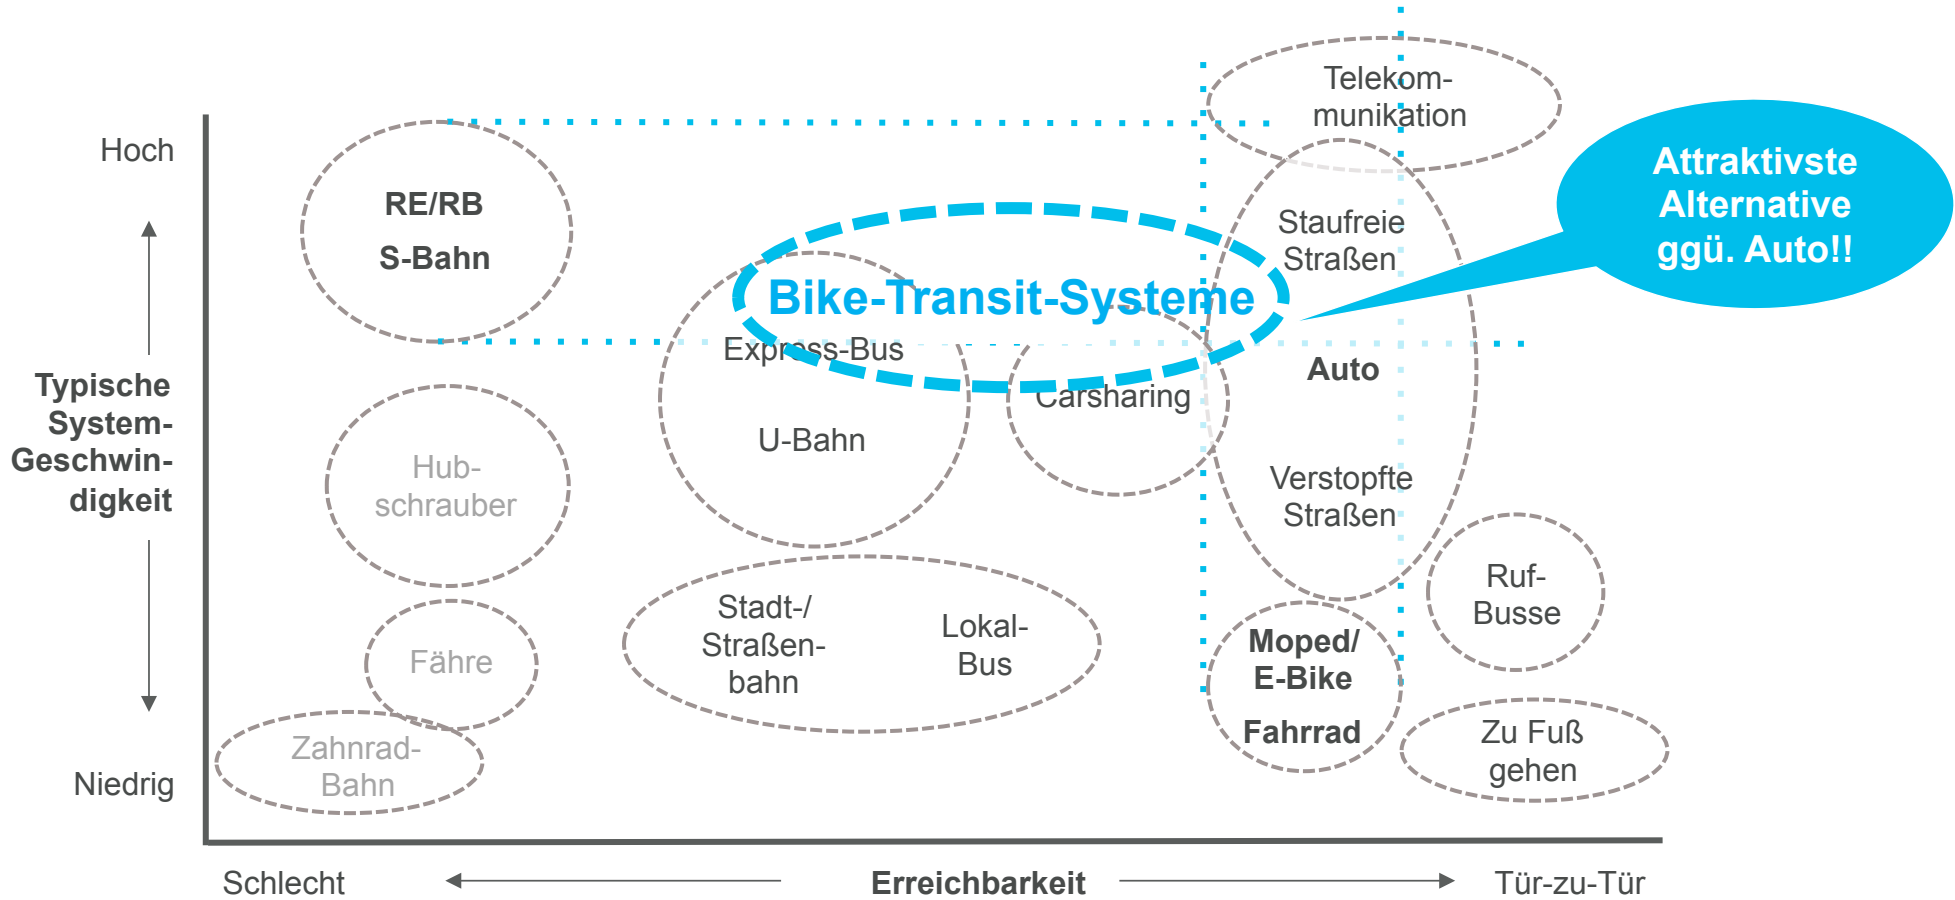 Telekom-
munikation
Hoch
Attraktivste
Alternative
ggü. Auto!!
RE/RB
S-Bahn
Staufreie
Straßen
Bike-Transit-Systeme
Express-Bus
U-Bahn
Carsharing
Auto
Typische
System-
Geschwin-
digkeit
Hub-
schrauber
Verstopfte
Straßen
Ruf-
Busse
Stadt-/
Straßen-
bahn
Lokal-
Bus
Moped/
E-Bike
Fahrrad
Fähre
Zahnrad-
Bahn
Zu Fuß
gehen
Niedrig
Schlecht
Erreichbarkeit
Tür-zu-Tür